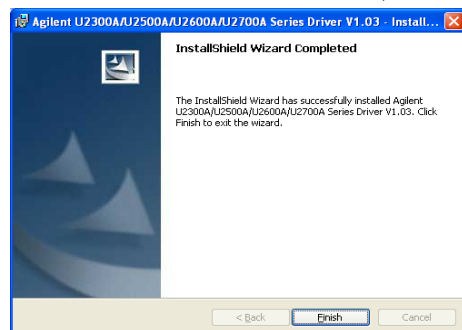 Agilent U2300A/U2500A/U2600A/U2700A Series Driver V1.03 - Install...
InstallShield Wizard Completed
The InstallShield Wizard has successfully installed Agilent
U2300A/U2500A/U2600A/U2700A Series Driver V1.03. Click
Finish to exit the wizard.
< Back
Finish
Cancel